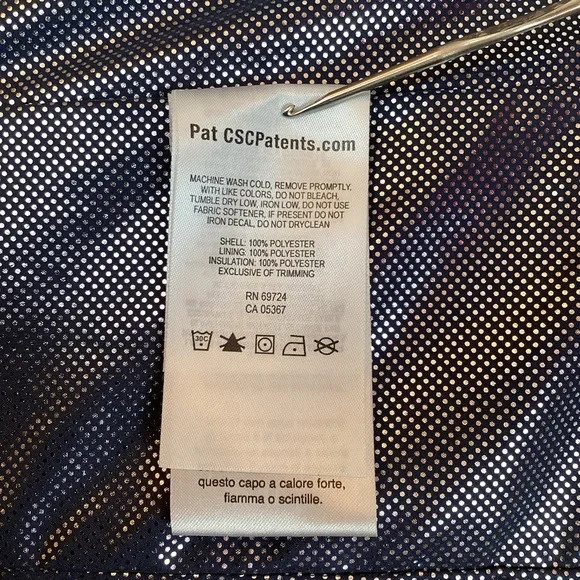 Pat CSCPatents.com
MACHINE WASH COLD, REMOVE PROMPTLY,
WITH LIKE COLORS, DO NOT BLEACH,
TUMBLE DRY LOW, IRON LOW, DO NOT USE
FABRIC SOFTENER, IF PRESENT DO NOT
IRON DECAL, DO NOT DRYCLEAN
SHELL: 100% POLYESTER
LINING: 100% POLYESTER
INSULATION: 100% POLYESTER
EXCLUSIVE OF TRIMMING
RN 69724
CA 05367
30C
questo capo a calore forte,
fiamma o scintille.